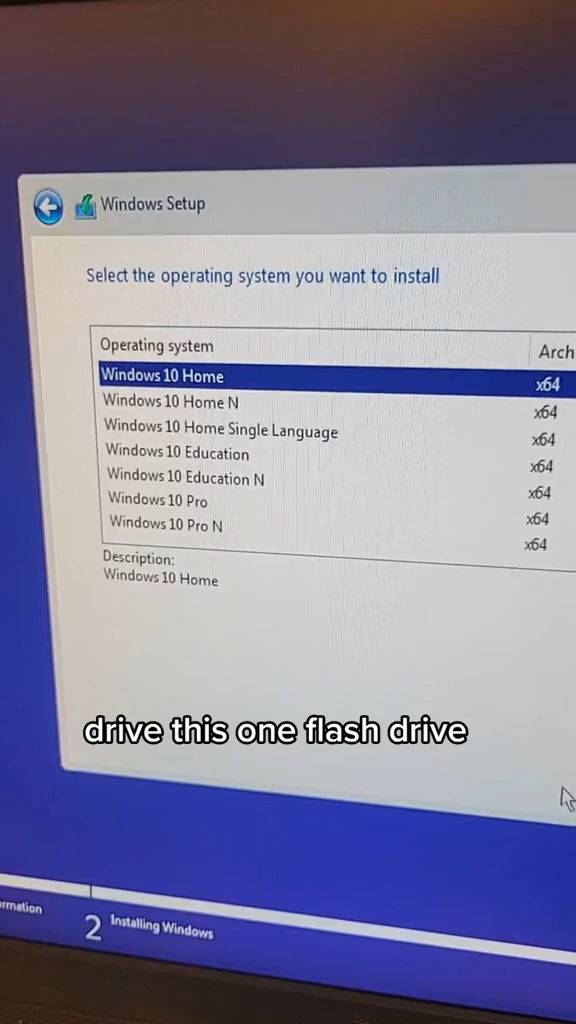 Windows Setup
Select the operating system you want to install
Operating system Arch
Windows 10 Home x64
Windows 10 Home N x64
Windows 10 Home Single Language x64
Windows 10 Education x64
Windows 10 Education N x64
Windows 10 Pro x64
Windows 10 Pro N x64
Description:
Windows 10 Home
drive this one flash drive
rmation
2 Installing Windows